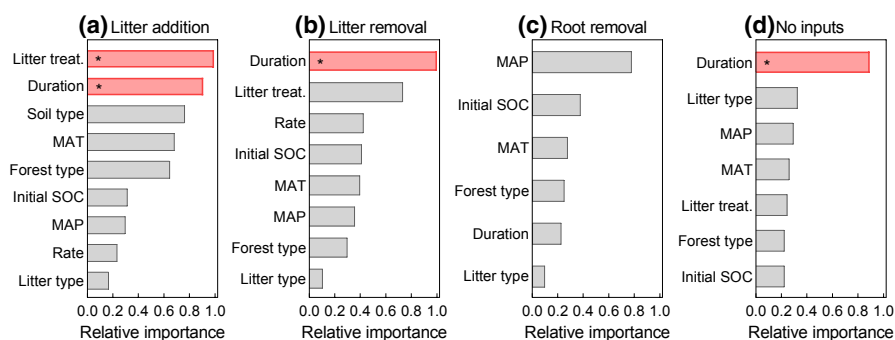 (a) Litter addition
Litter treat.
*
Duration
*
Soil type
MAT
Forest type
Initial SOC
MAP
Rate
Litter type
0.0 0.2 0.4 0.6 0.8 1.0
Relative importance
(b) Litter removal
Duration
*
Litter treat.
Rate
Initial SOC
MAT
MAP
Forest type
Litter type
0.0 0.2 0.4 0.6 0.8 1.0
Relative importance
(c) Root removal
MAP
Initial SOC
MAT
Forest type
Duration
Litter type
0.0 0.2 0.4 0.6 0.8 1.0
Relative importance
(d) No inputs
Duration
*
Litter type
MAP
MAT
Litter treat.
Forest type
Initial SOC
0.0 0.2 0.4 0.6 0.8 1.0
Relative importance